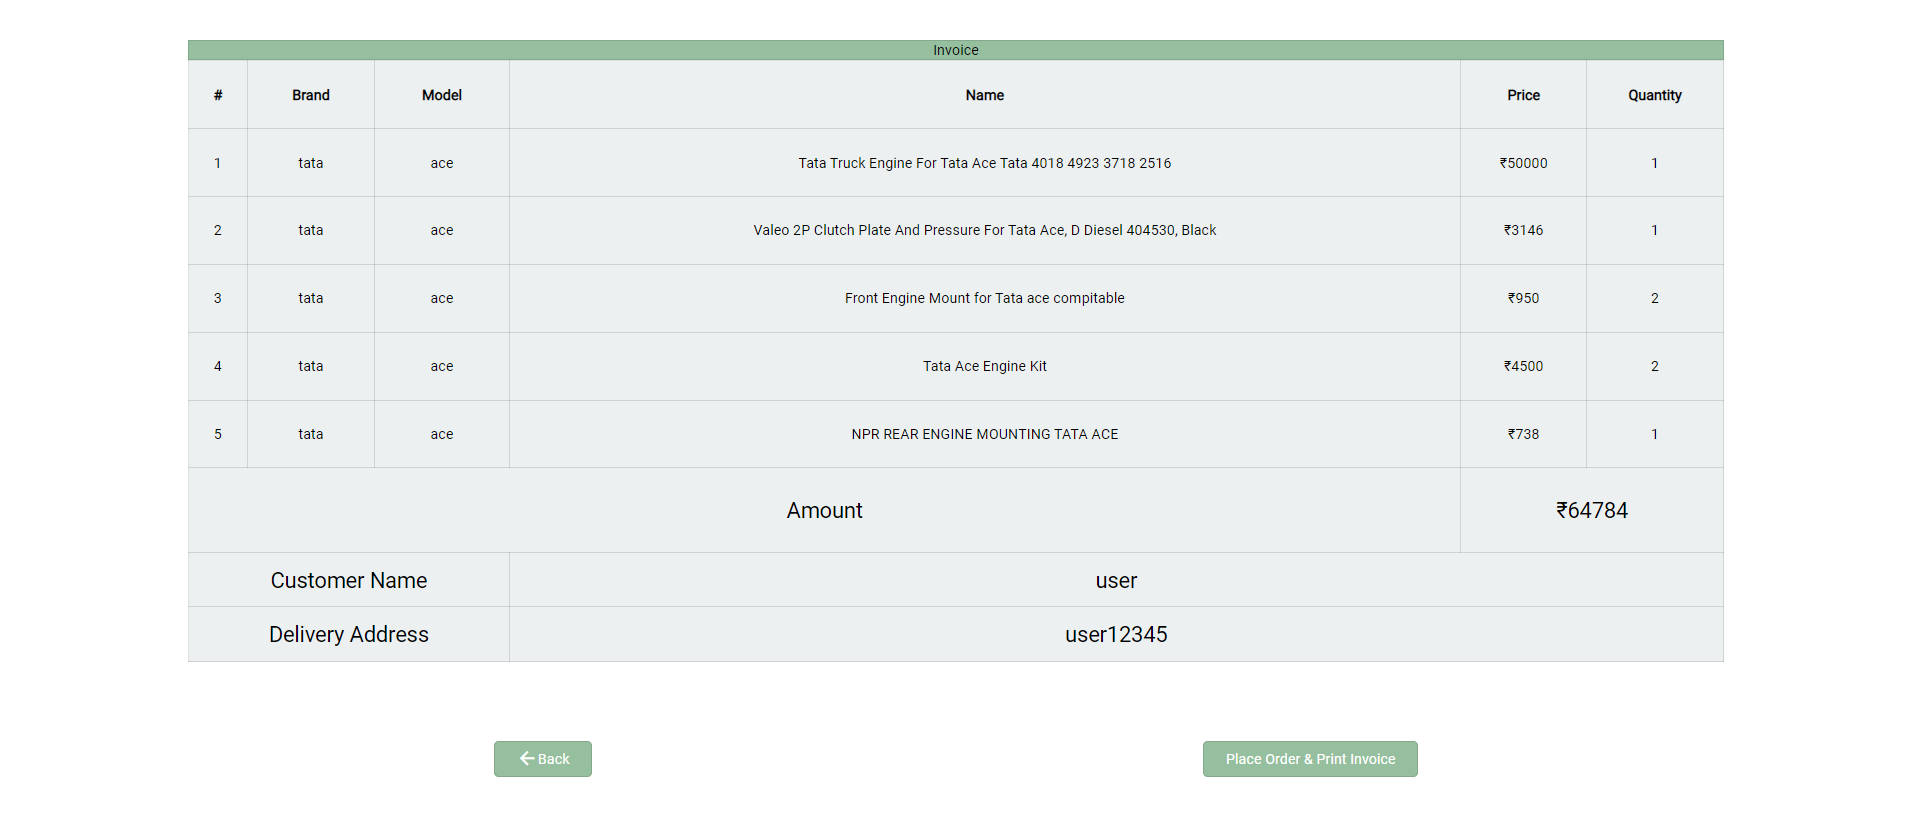 Invoice
# Brand Model Name Price Quantity
1 tata ace Tata Truck Engine For Tata Ace Tata 4018 4923 3718 2516 ₹50000 1
2 tata ace Valeo 2P Clutch Plate And Pressure For Tata Ace, D Diesel 404530, Black ₹3146 1
3 tata ace Front Engine Mount for Tata ace compitable ₹950 2
4 tata ace Tata Ace Engine Kit ₹4500 2
5 tata ace NPR REAR ENGINE MOUNTING TATA ACE ₹738 1
Amount ₹64784
Customer Name user
Delivery Address user12345
Back Place Order & Print Invoice